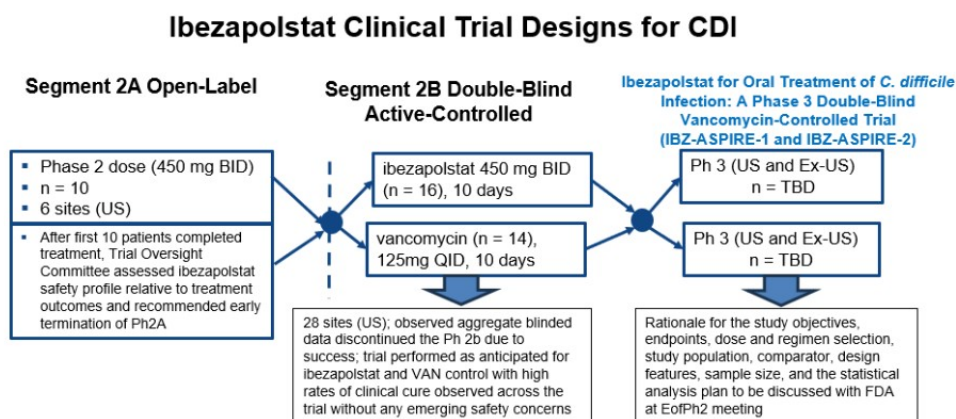 Ibezapolstat Clinical Trial Designs for CDI
Segment 2A Open-Label
▪ Phase 2 dose (450 mg BID)
▪ n = 10
▪ 6 sites (US)
▪ After first 10 patients completed
treatment, Trial Oversight
Committee assessed ibezapolstat
safety profile relative to treatment
outcomes and recommended early
termination of Ph2A
Segment 2B Double-Blind
Active-Controlled
ibezapolstat 450 mg BID
(n = 16), 10 days
vancomycin (n = 14),
125mg QID, 10 days
28 sites (US); observed aggregate blinded
data discontinued the Ph 2b due to
success; trial performed as anticipated for
ibezapolstat and VAN control with high
rates of clinical cure observed across the
trial without any emerging safety concerns
Ibezapolstat for Oral Treatment of C. difficile
Infection: A Phase 3 Double-Blind
Vancomycin-Controlled Trial
(IBZ-ASPIRE-1 and IBZ-ASPIRE-2)
Ph 3 (US and Ex-US)
n = TBD
Ph 3 (US and Ex-US)
n = TBD
Rationale for the study objectives,
endpoints, dose and regimen selection,
study population, comparator, design
features, sample size, and the statistical
analysis plan to be discussed with FDA
at EofPh2 meeting